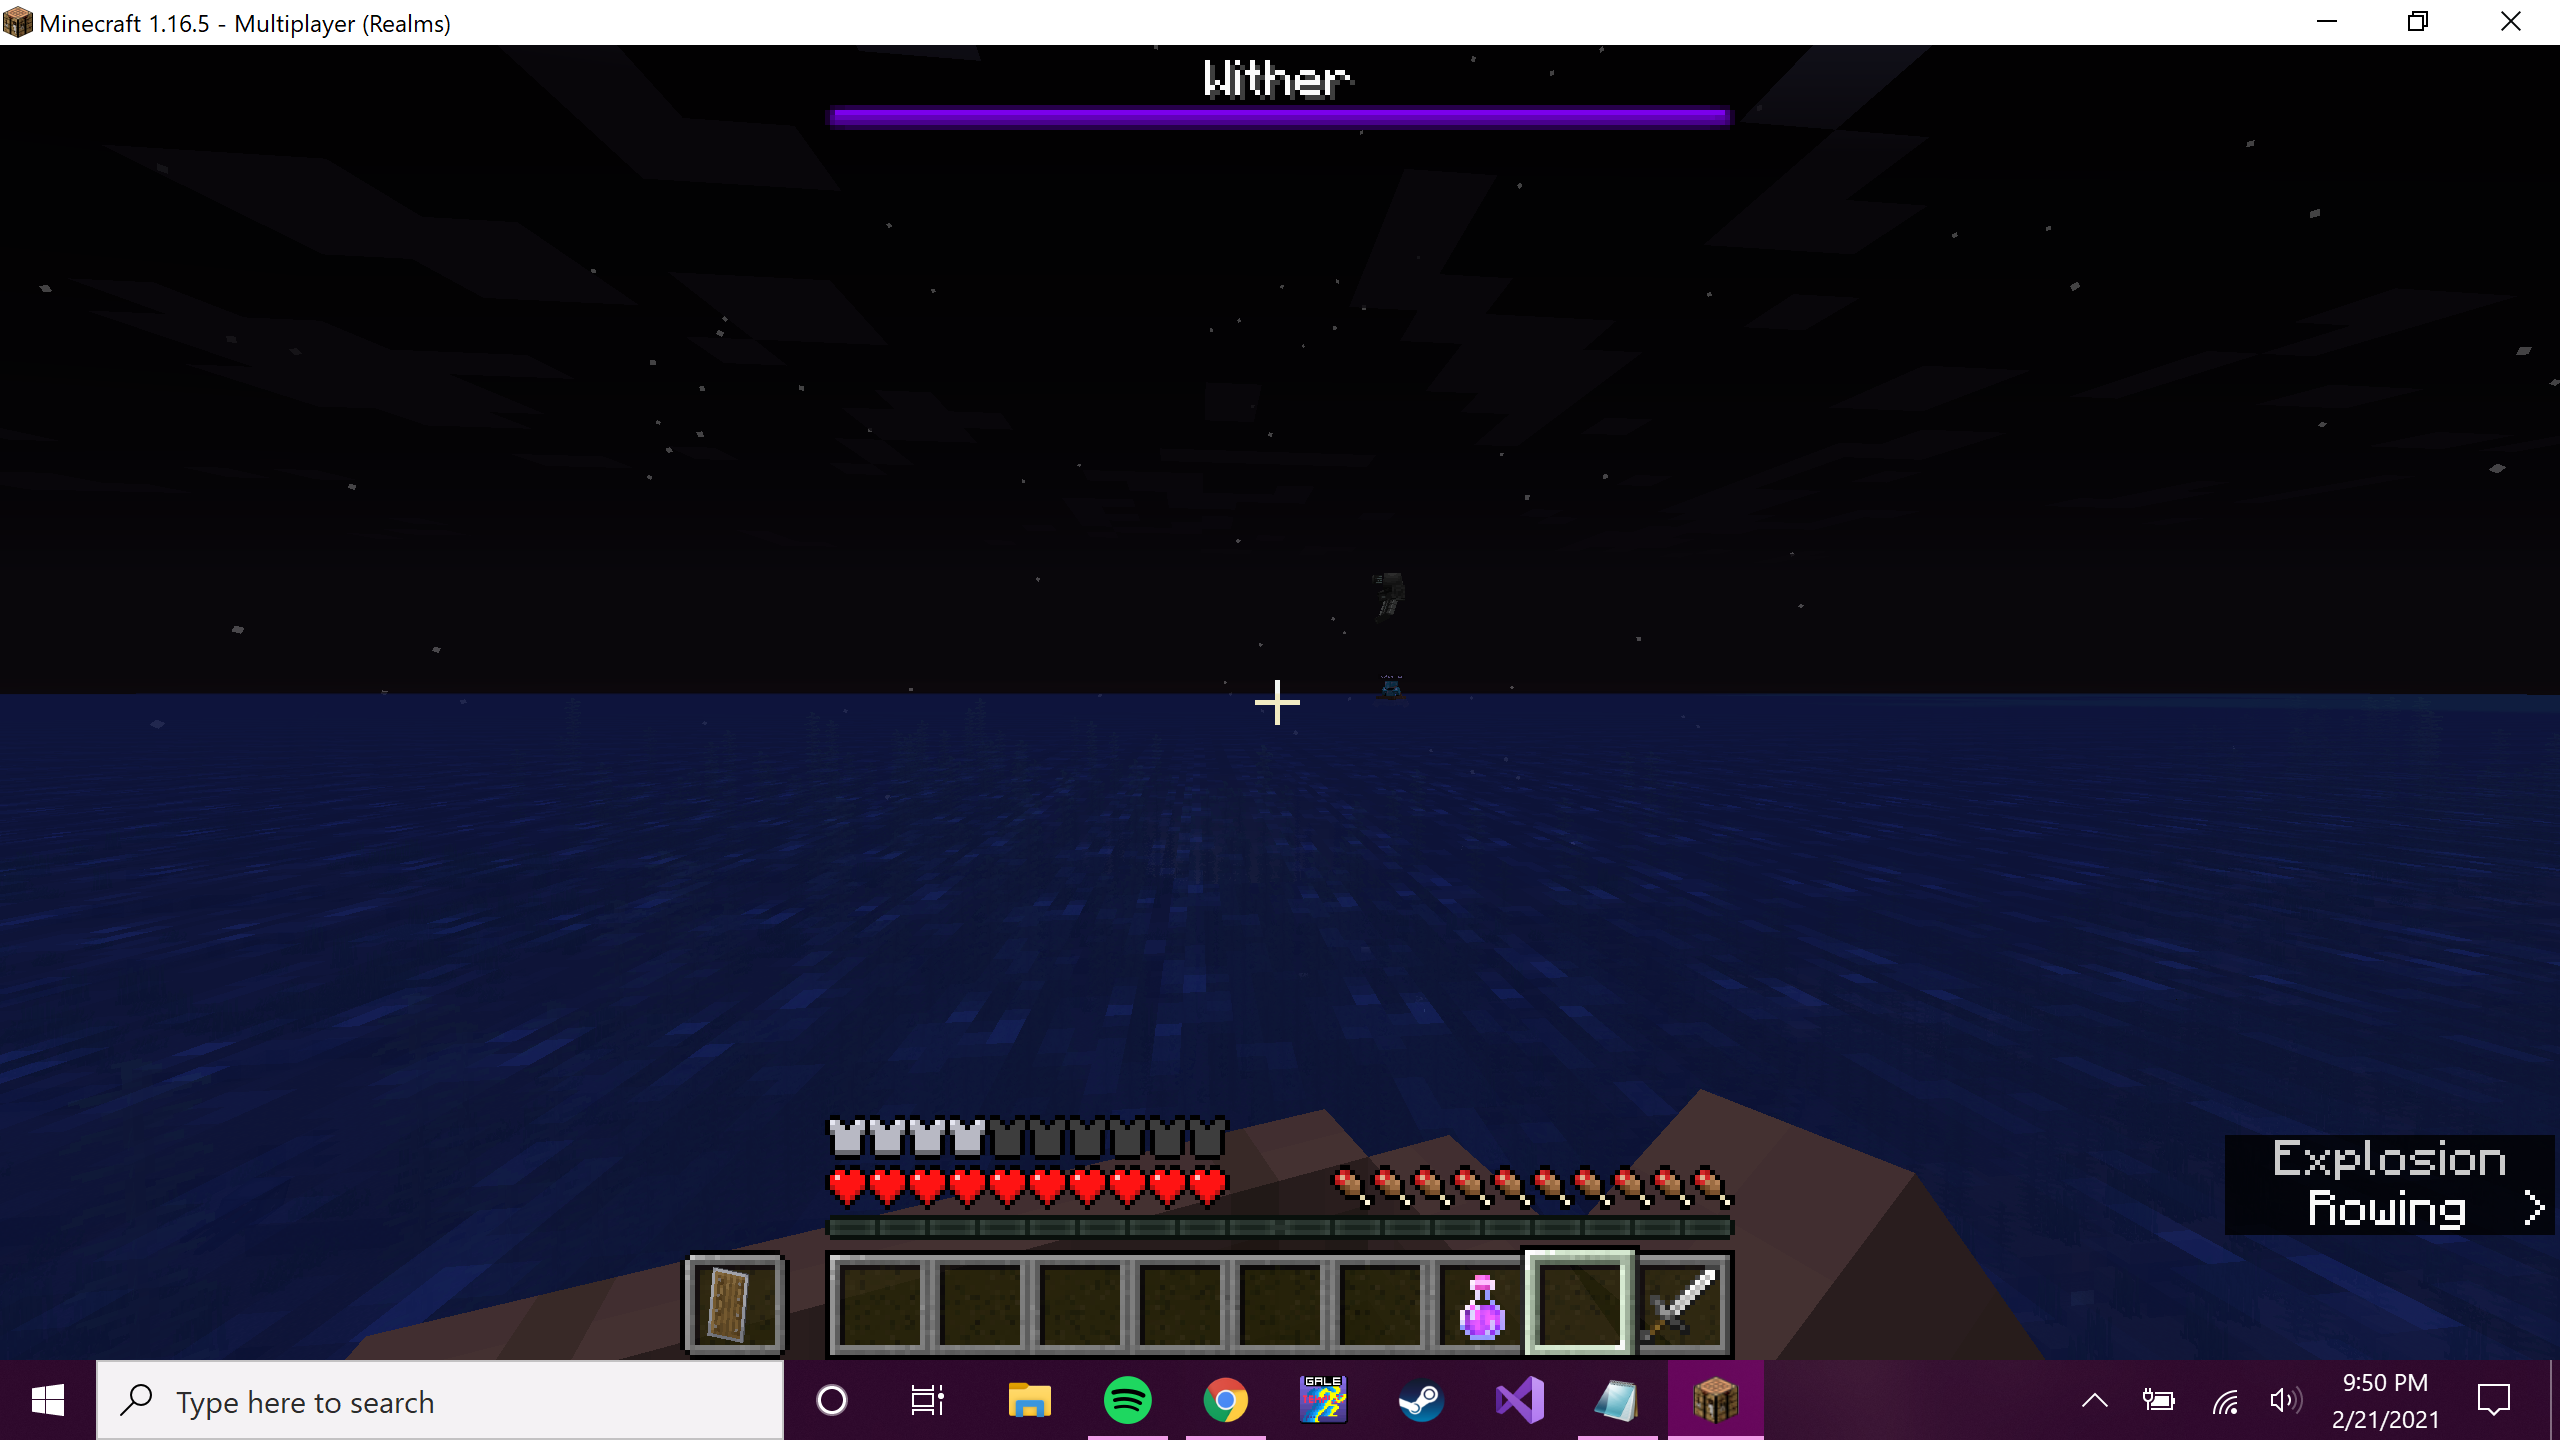 Minecraft 1.16.5 - Multiplayer (Realms)
Wither
Explosion
Rowing >
Type here to search
GALE
9:50 PM
2/21/2021